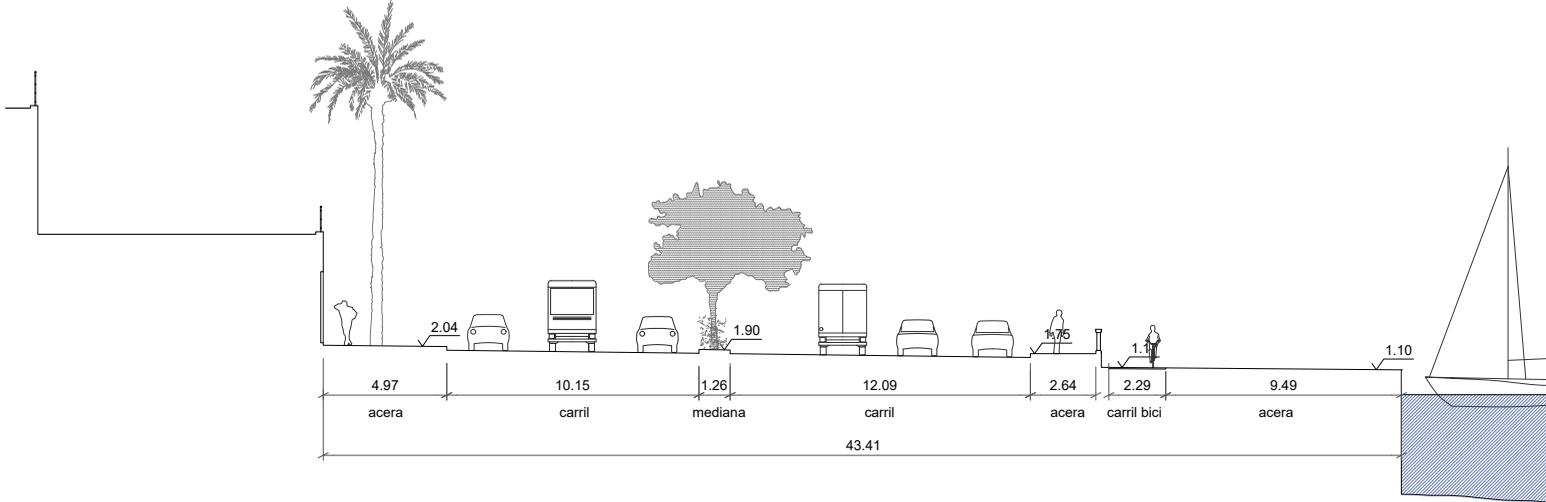 2.04
1.90
1.75
1.10
4.97
10.15
1.26
12.09
2.64
2.29
9.49
acera
carril
mediana
carril
acera
carril bici
acera
43.41